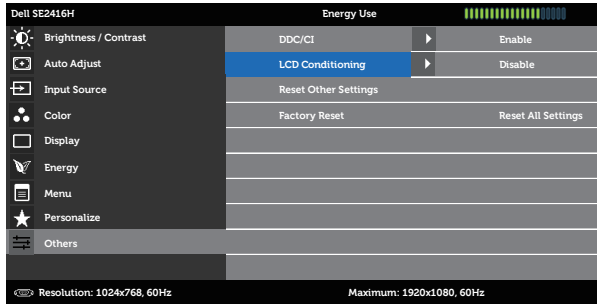 Dell SE2416H Energy Use
Brightness / Contrast DDC/CI Enable
Auto Adjust LCD Conditioning Disable
Input Source Reset Other Settings
Color Factory Reset Reset All Settings
Display
Energy
Menu
Personalize
Others
Resolution: 1024x768, 60Hz Maximum: 1920x1080, 60Hz